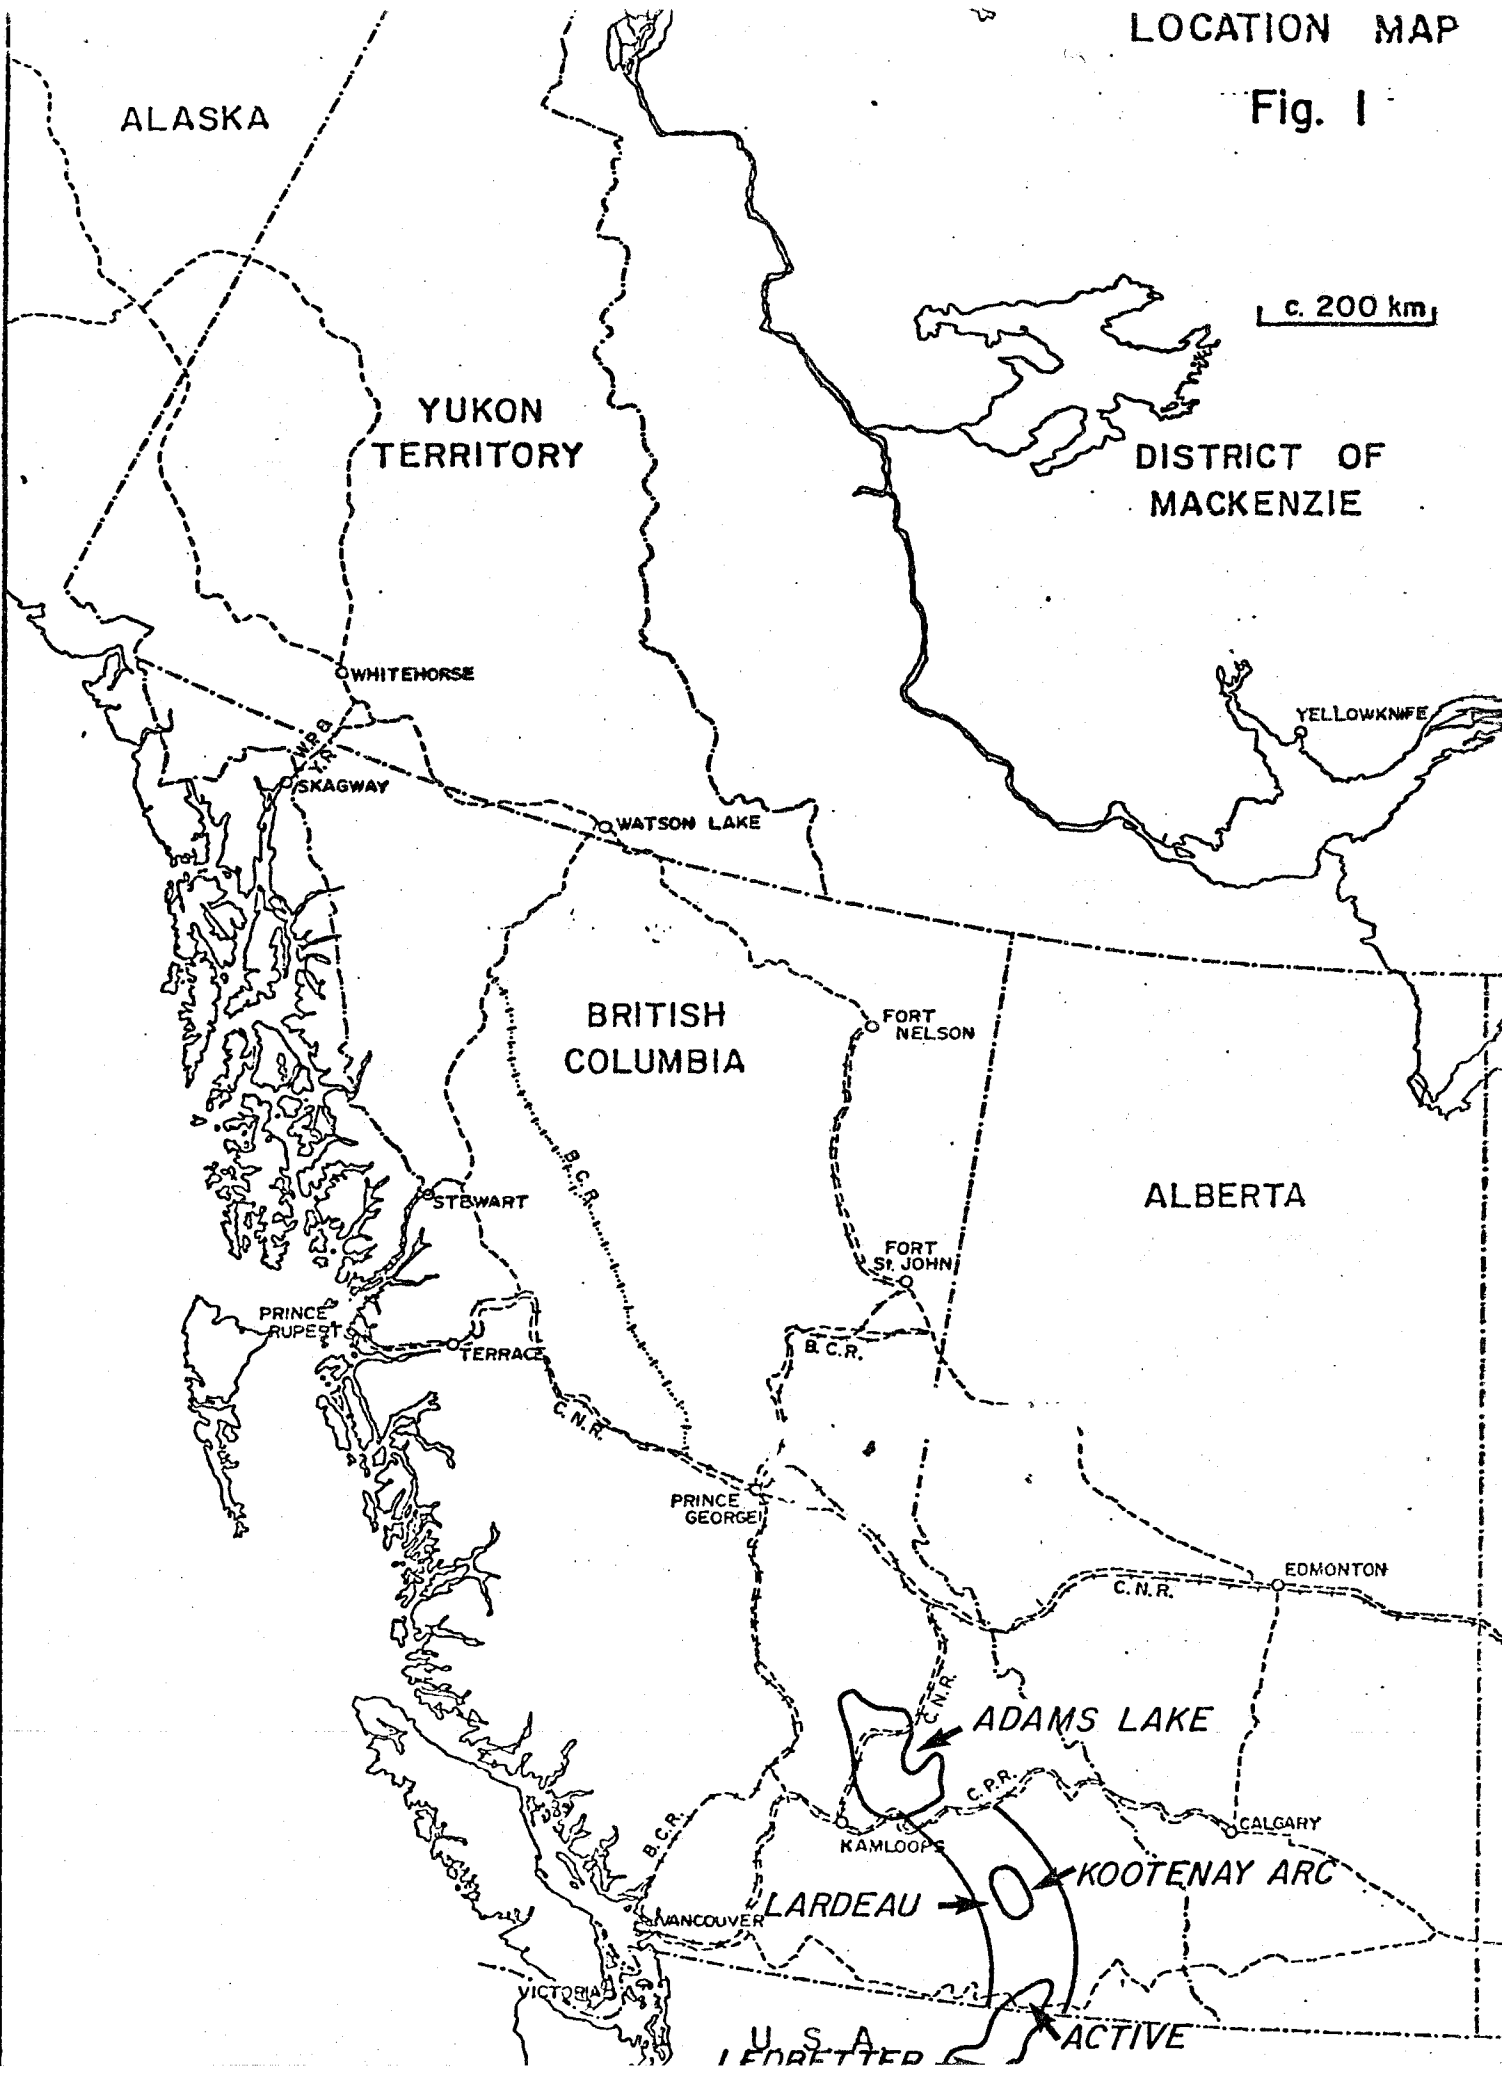 LOCATION MAP
Fig. 1
ALASKA
c. 200 km
YUKON
TERRITORY
DISTRICT OF
MACKENZIE
WHITEHORSE
YELLOWKNIFE
W.P. &
Y.R.
SKAGWAY
WATSON LAKE
BRITISH
COLUMBIA
FORT
NELSON
B.C.R.
STEWART
ALBERTA
FORT
St. JOHN
PRINCE
RUPERT
TERRACE
B.C.R.
C.N.R.
PRINCE
GEORGE
EDMONTON
C.N.R.
C.N.R.
ADAMS LAKE
C.P.R.
B.C.R.
KAMLOOPS
CALGARY
KOOTENAY ARC
LARDEAU
VANCOUVER
VICTORIA
U.S.A.
ACTIVE
LEDBETTER